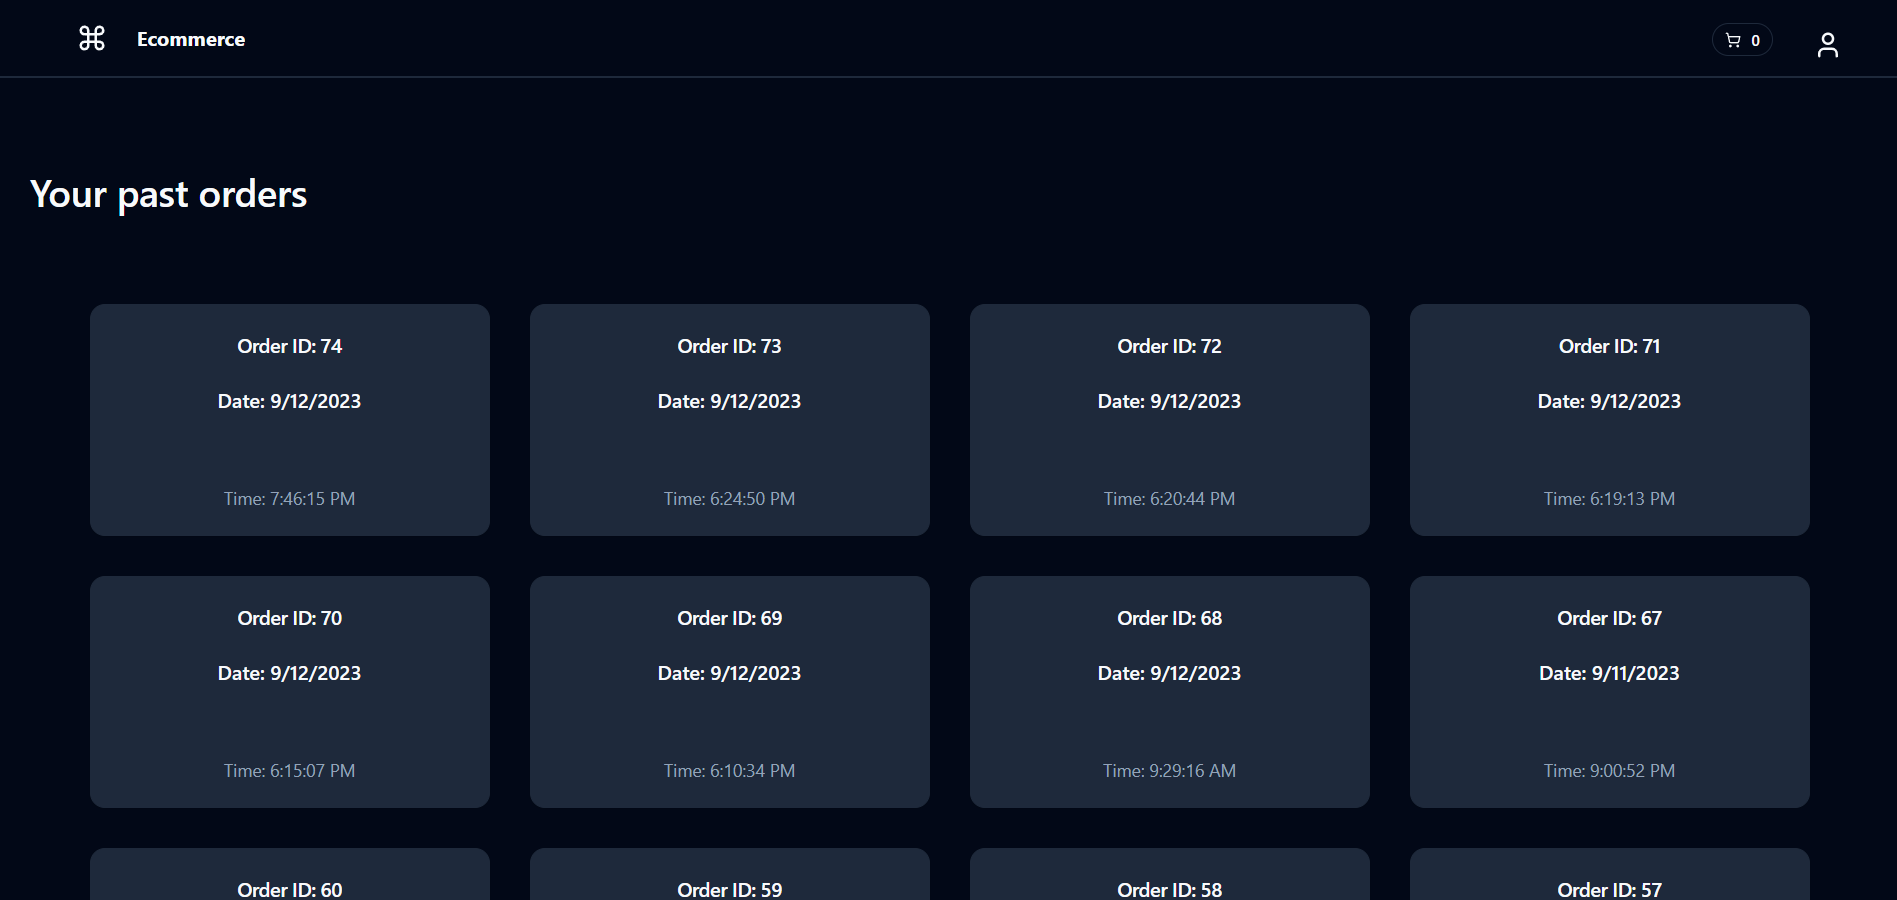 Ecommerce
0
Your past orders
Order ID: 74
Date: 9/12/2023
Time: 7:46:15 PM
Order ID: 73
Date: 9/12/2023
Time: 6:24:50 PM
Order ID: 72
Date: 9/12/2023
Time: 6:20:44 PM
Order ID: 71
Date: 9/12/2023
Time: 6:19:13 PM
Order ID: 70
Date: 9/12/2023
Time: 6:15:07 PM
Order ID: 69
Date: 9/12/2023
Time: 6:10:34 PM
Order ID: 68
Date: 9/12/2023
Time: 9:29:16 AM
Order ID: 67
Date: 9/11/2023
Time: 9:00:52 PM
Order ID: 60
Order ID: 59
Order ID: 58
Order ID: 57